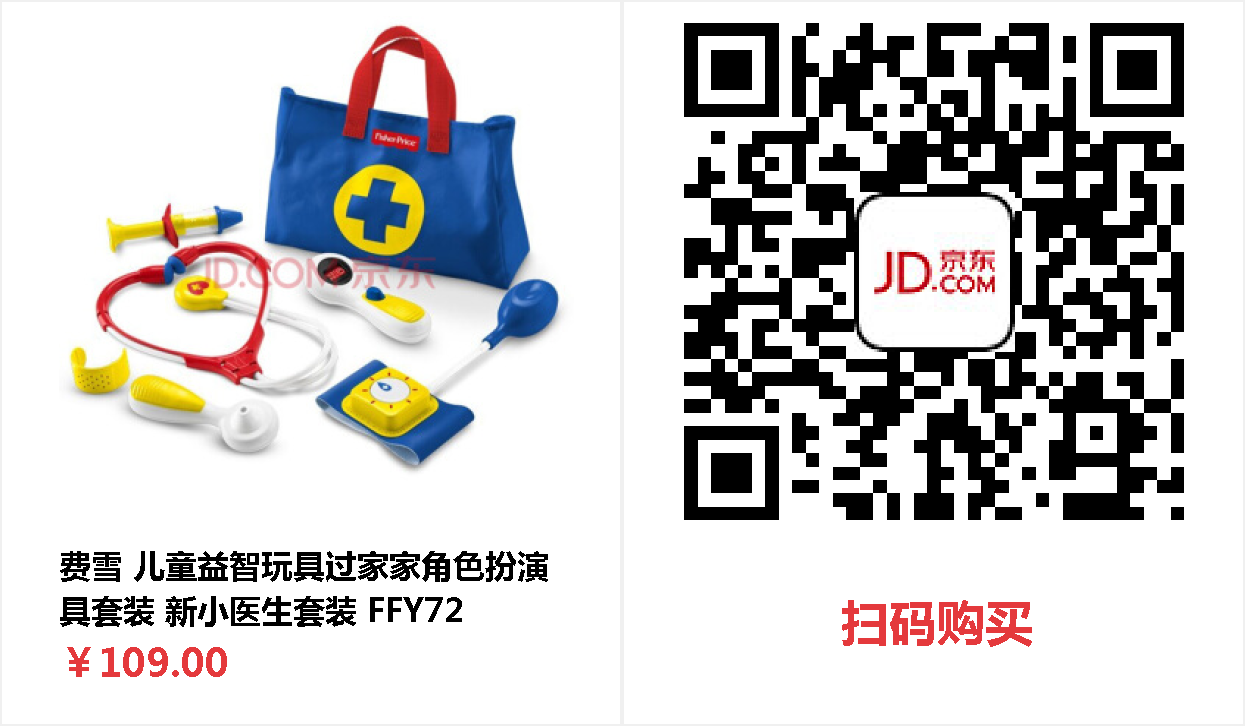 Fisher-Price
JD.COM 京东
费雪 儿童益智玩具过家家角色扮演
具套装 新小医生套装 FFY72
￥109.00
JD京东
.COM
扫码购买